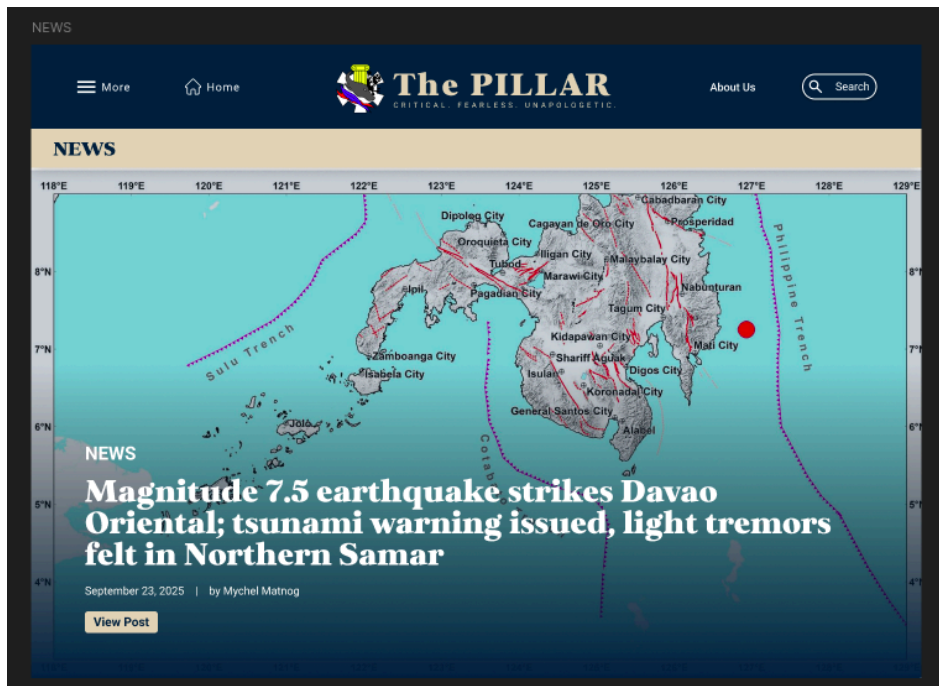 NEWS
More
Home
The PILLAR
CRITICAL. FEARLESS. UNAPOLOGETIC.
About Us
Search
NEWS
118°E 119°E 120°E 121°E 122°E 123°E 124°E 125°E 126°E 127°E 128°E 129°E
Cabadbaran City
Dipolog City
Cagayan de Oro City
Prosperidad
Oroquieta City
Iligan City
Malaybalay City
Tubod
8°N
Marawi City
Ipil
Pagadian City
Nabunturan
Tagum City
Philippine Trench
Kidapawan City
Mati City
7°N
Sulu Trench
Zamboanga City
Shariff Aguak
Isabela City
Isulan
Digos City
Koronadal City
General Santos City
6°N
Jolo
Alabel
NEWS
Magnitude 7.5 earthquake strikes Davao
Oriental; tsunami warning issued, light tremors
felt in Northern Samar
5°N
4°N
September 23, 2025 | by Mychel Matnog
View Post